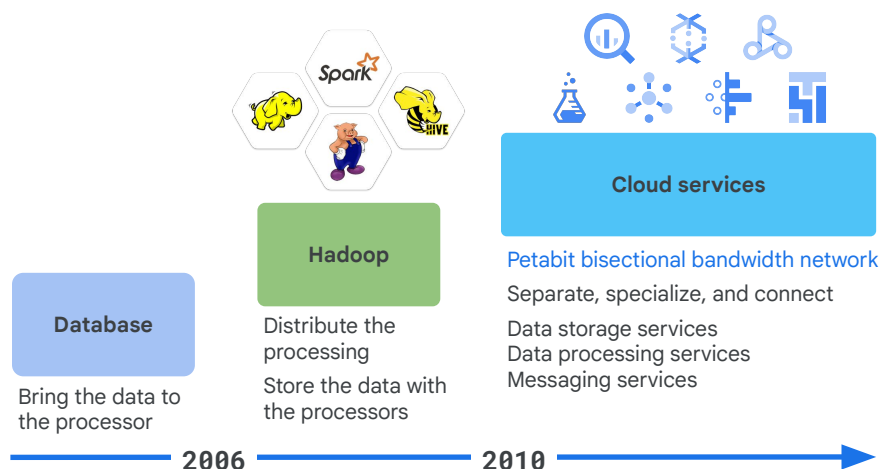 Spark
HIVE
Cloud services
Petabit bisectional bandwidth network
Separate, specialize, and connect
Data storage services
Data processing services
Messaging services
Hadoop
Distribute the
processing
Store the data with
the processors
Database
Bring the data to
the processor
2006
2010